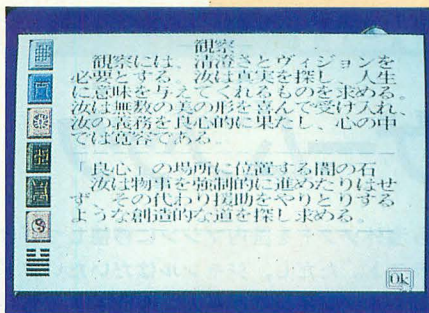 観察
観察には、清澄さとヴィジョンを
必要とする。汝は真実を探し、人生
に意味を与えてくれるものを求める。
汝は無数の美の形を喜んで受け入れ、
汝の義務を良心的に果たし、心の中
では寛容である。
「良心」の場所に位置する闇の石
汝は物事を強制的に進めたりはせ
ず、その代わり援助をやりとりする
ような創造的な道を探し求める。
Ok